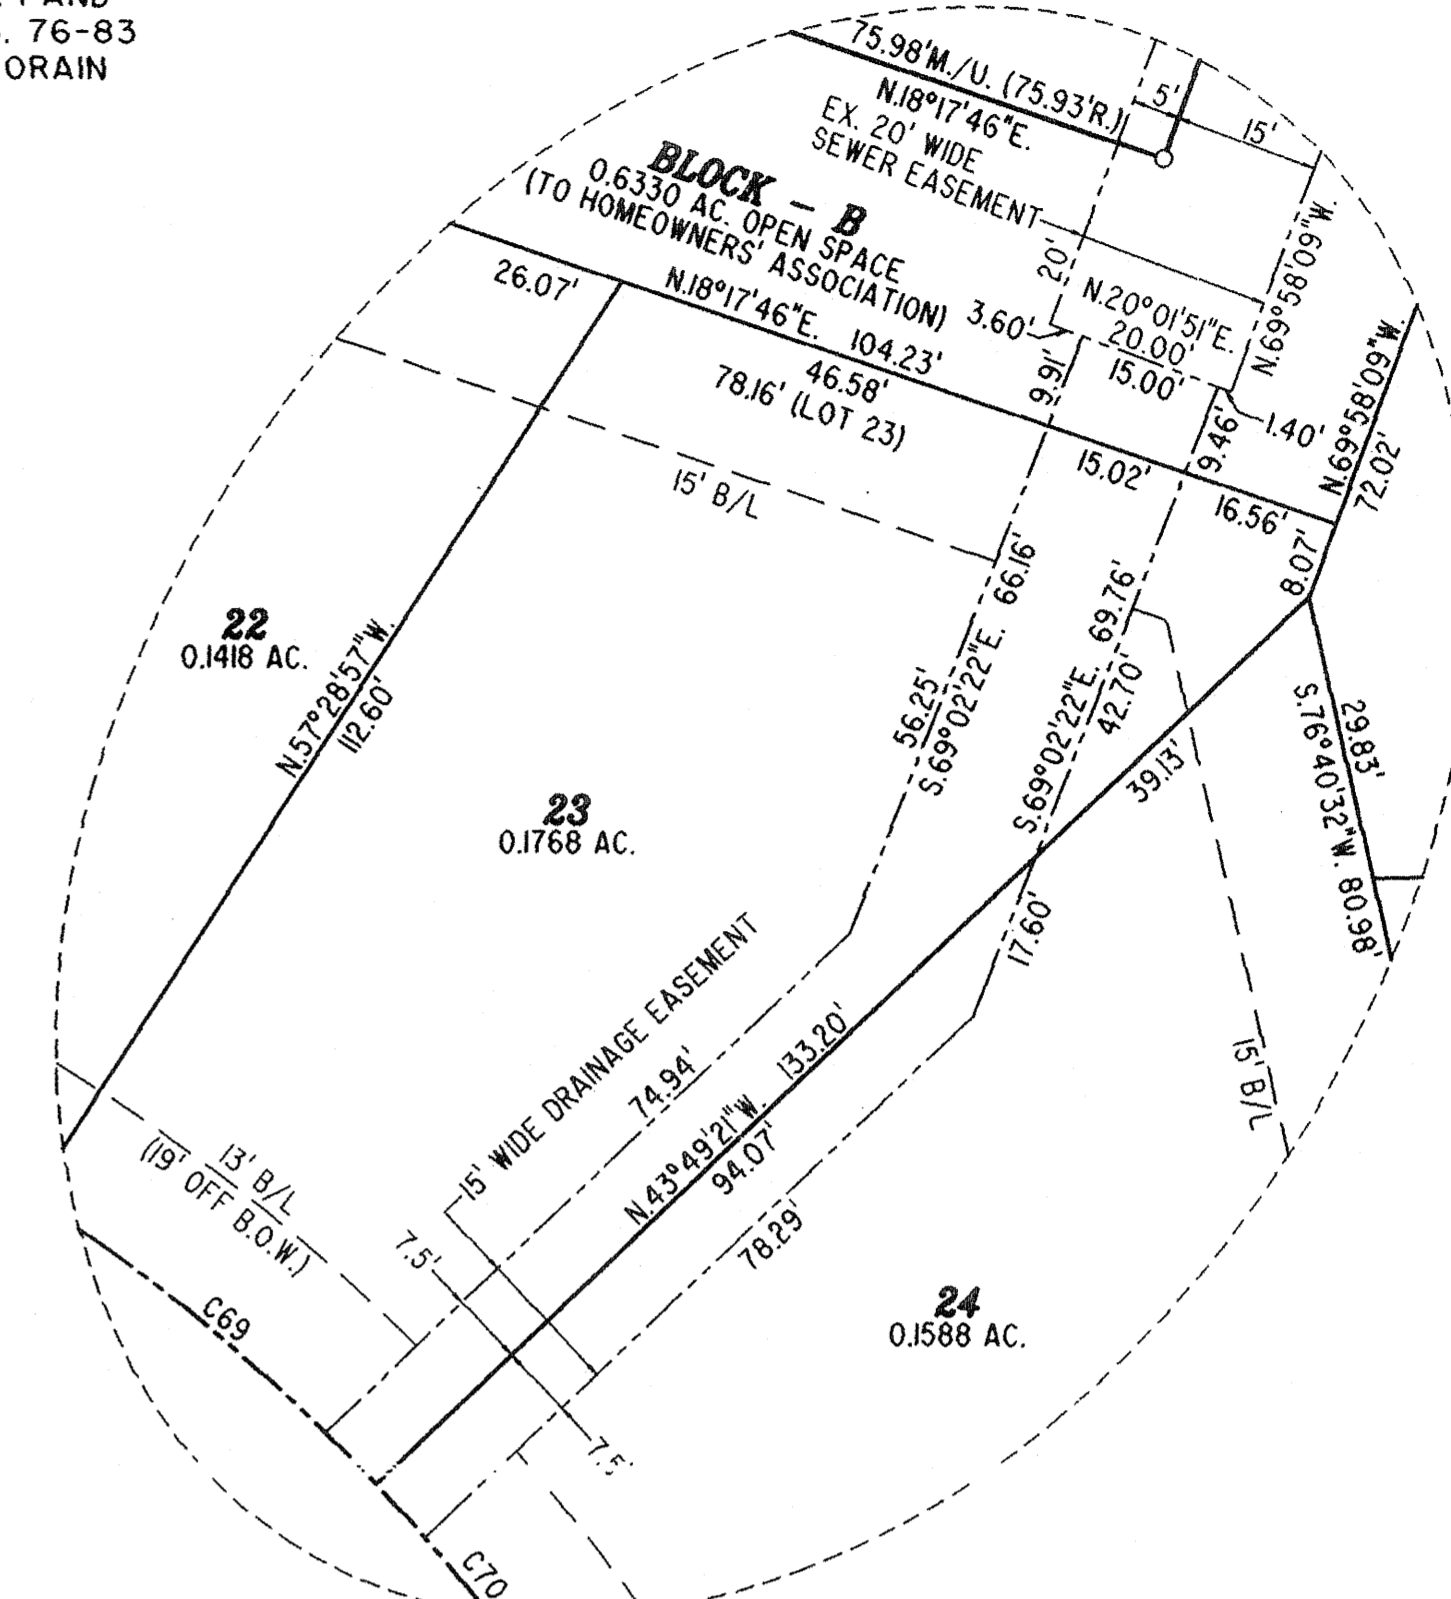 AND
. 76-83
ORAIN
75.98'M./U. (75.93'R.)
N.18°17'46"E.
5'
15'
EX. 20' WIDE
SEWER EASEMENT
BLOCK - B
0.6330 AC. OPEN SPACE
(TO HOMEOWNERS' ASSOCIATION)
20'
N.69°58'09"W.
26.07'
N.18°17'46"E. 104.23'
3.60'
N.20°01'51"E.
20.00'
15.00'
46.58'
78.16' (LOT 23)
9.91'
9.46'
1.40'
N.69°58'09"W.
72.02'
15' B/L
15.02'
16.56'
8.07'
22
0.1418 AC.
N.57°28'57"W.
112.60'
56.25'
S.69°02'22"E. 66.16'
S.69°02'22"E. 69.76'
42.70'
39.13'
29.83'
S.76°40'32"W. 80.98'
23
0.1768 AC.
17.60'
15' WIDE DRAINAGE EASEMENT
74.94'
N.43°49'21"W. 133.20'
94.07'
78.29'
15' B/L
13' B/L
(19' OFF B.O.W.)
7.5'
C69
24
0.1588 AC.
7.5'
C70